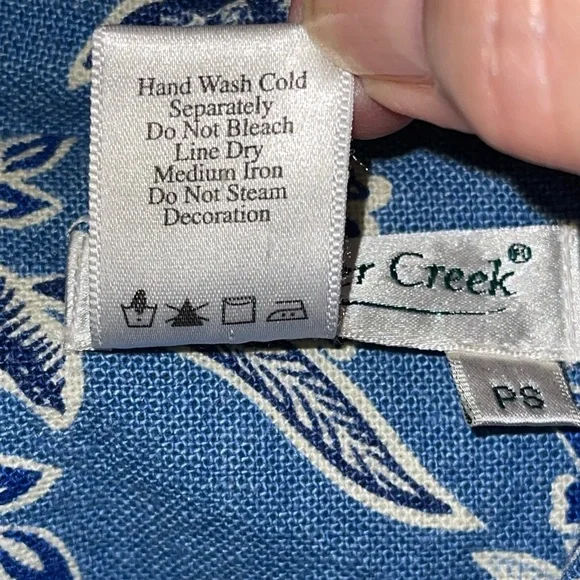 Hand Wash Cold
Separately
Do Not Bleach
Line Dry
Medium Iron
Do Not Steam
Decoration
Creek®
PS